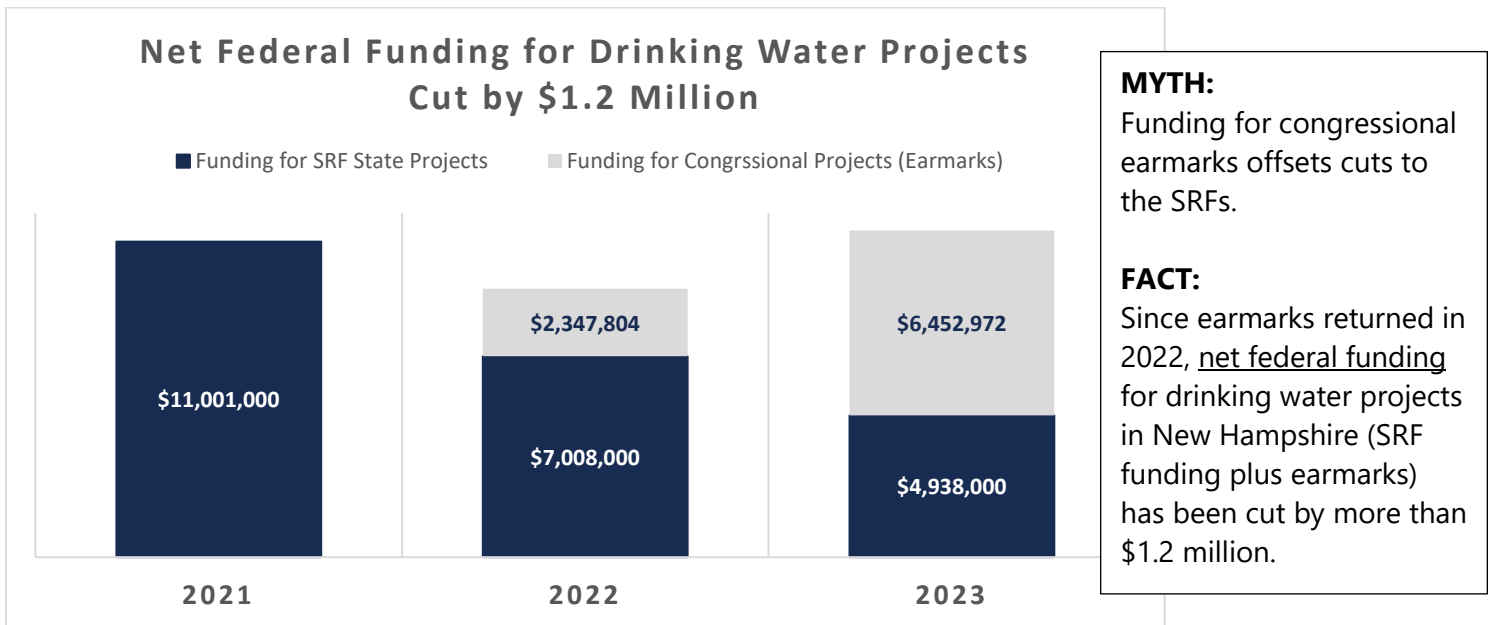 Net Federal Funding for Drinking Water Projects
Cut by $1.2 Million
Funding for SRF State Projects
Funding for Congrssional Projects (Earmarks)
$11,001,000
$2,347,804
$7,008,000
$6,452,972
$4,938,000
2021
2022
2023
MYTH:
Funding for congressional
earmarks offsets cuts to
the SRFs.
FACT:
Since earmarks returned in
2022, net federal funding
for drinking water projects
in New Hampshire (SRF
funding plus earmarks)
has been cut by more than
$1.2 million.